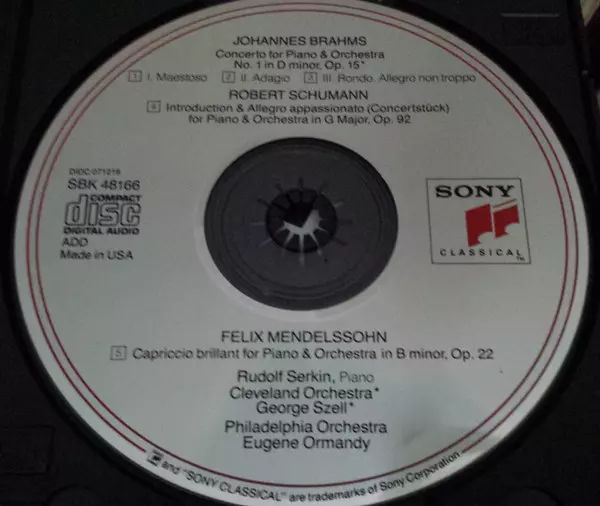 JOHANNES BRAHMS
Concerto for Piano & Orchestra
No. 1 in D minor, Op. 15*
1 I. Maestoso 2 II. Adagio 3 III. Rondo. Allegro non troppo
ROBERT SCHUMANN
4 Introduction & Allegro appassionato (Concertstück)
for Piano & Orchestra in G Major, Op. 92
DIDC 071016
SBK 48166
COMPACT
disc
DIGITAL AUDIO
ADD
Made in USA
SONY
CLASSICAL
TM
FELIX MENDELSSOHN
5 Capriccio brillant for Piano & Orchestra in B minor, Op. 22
Rudolf Serkin, Piano
Cleveland Orchestra*
George Szell*
Philadelphia Orchestra
Eugene Ormandy
and "SONY CLASSICAL" are trademarks of Sony Corporation